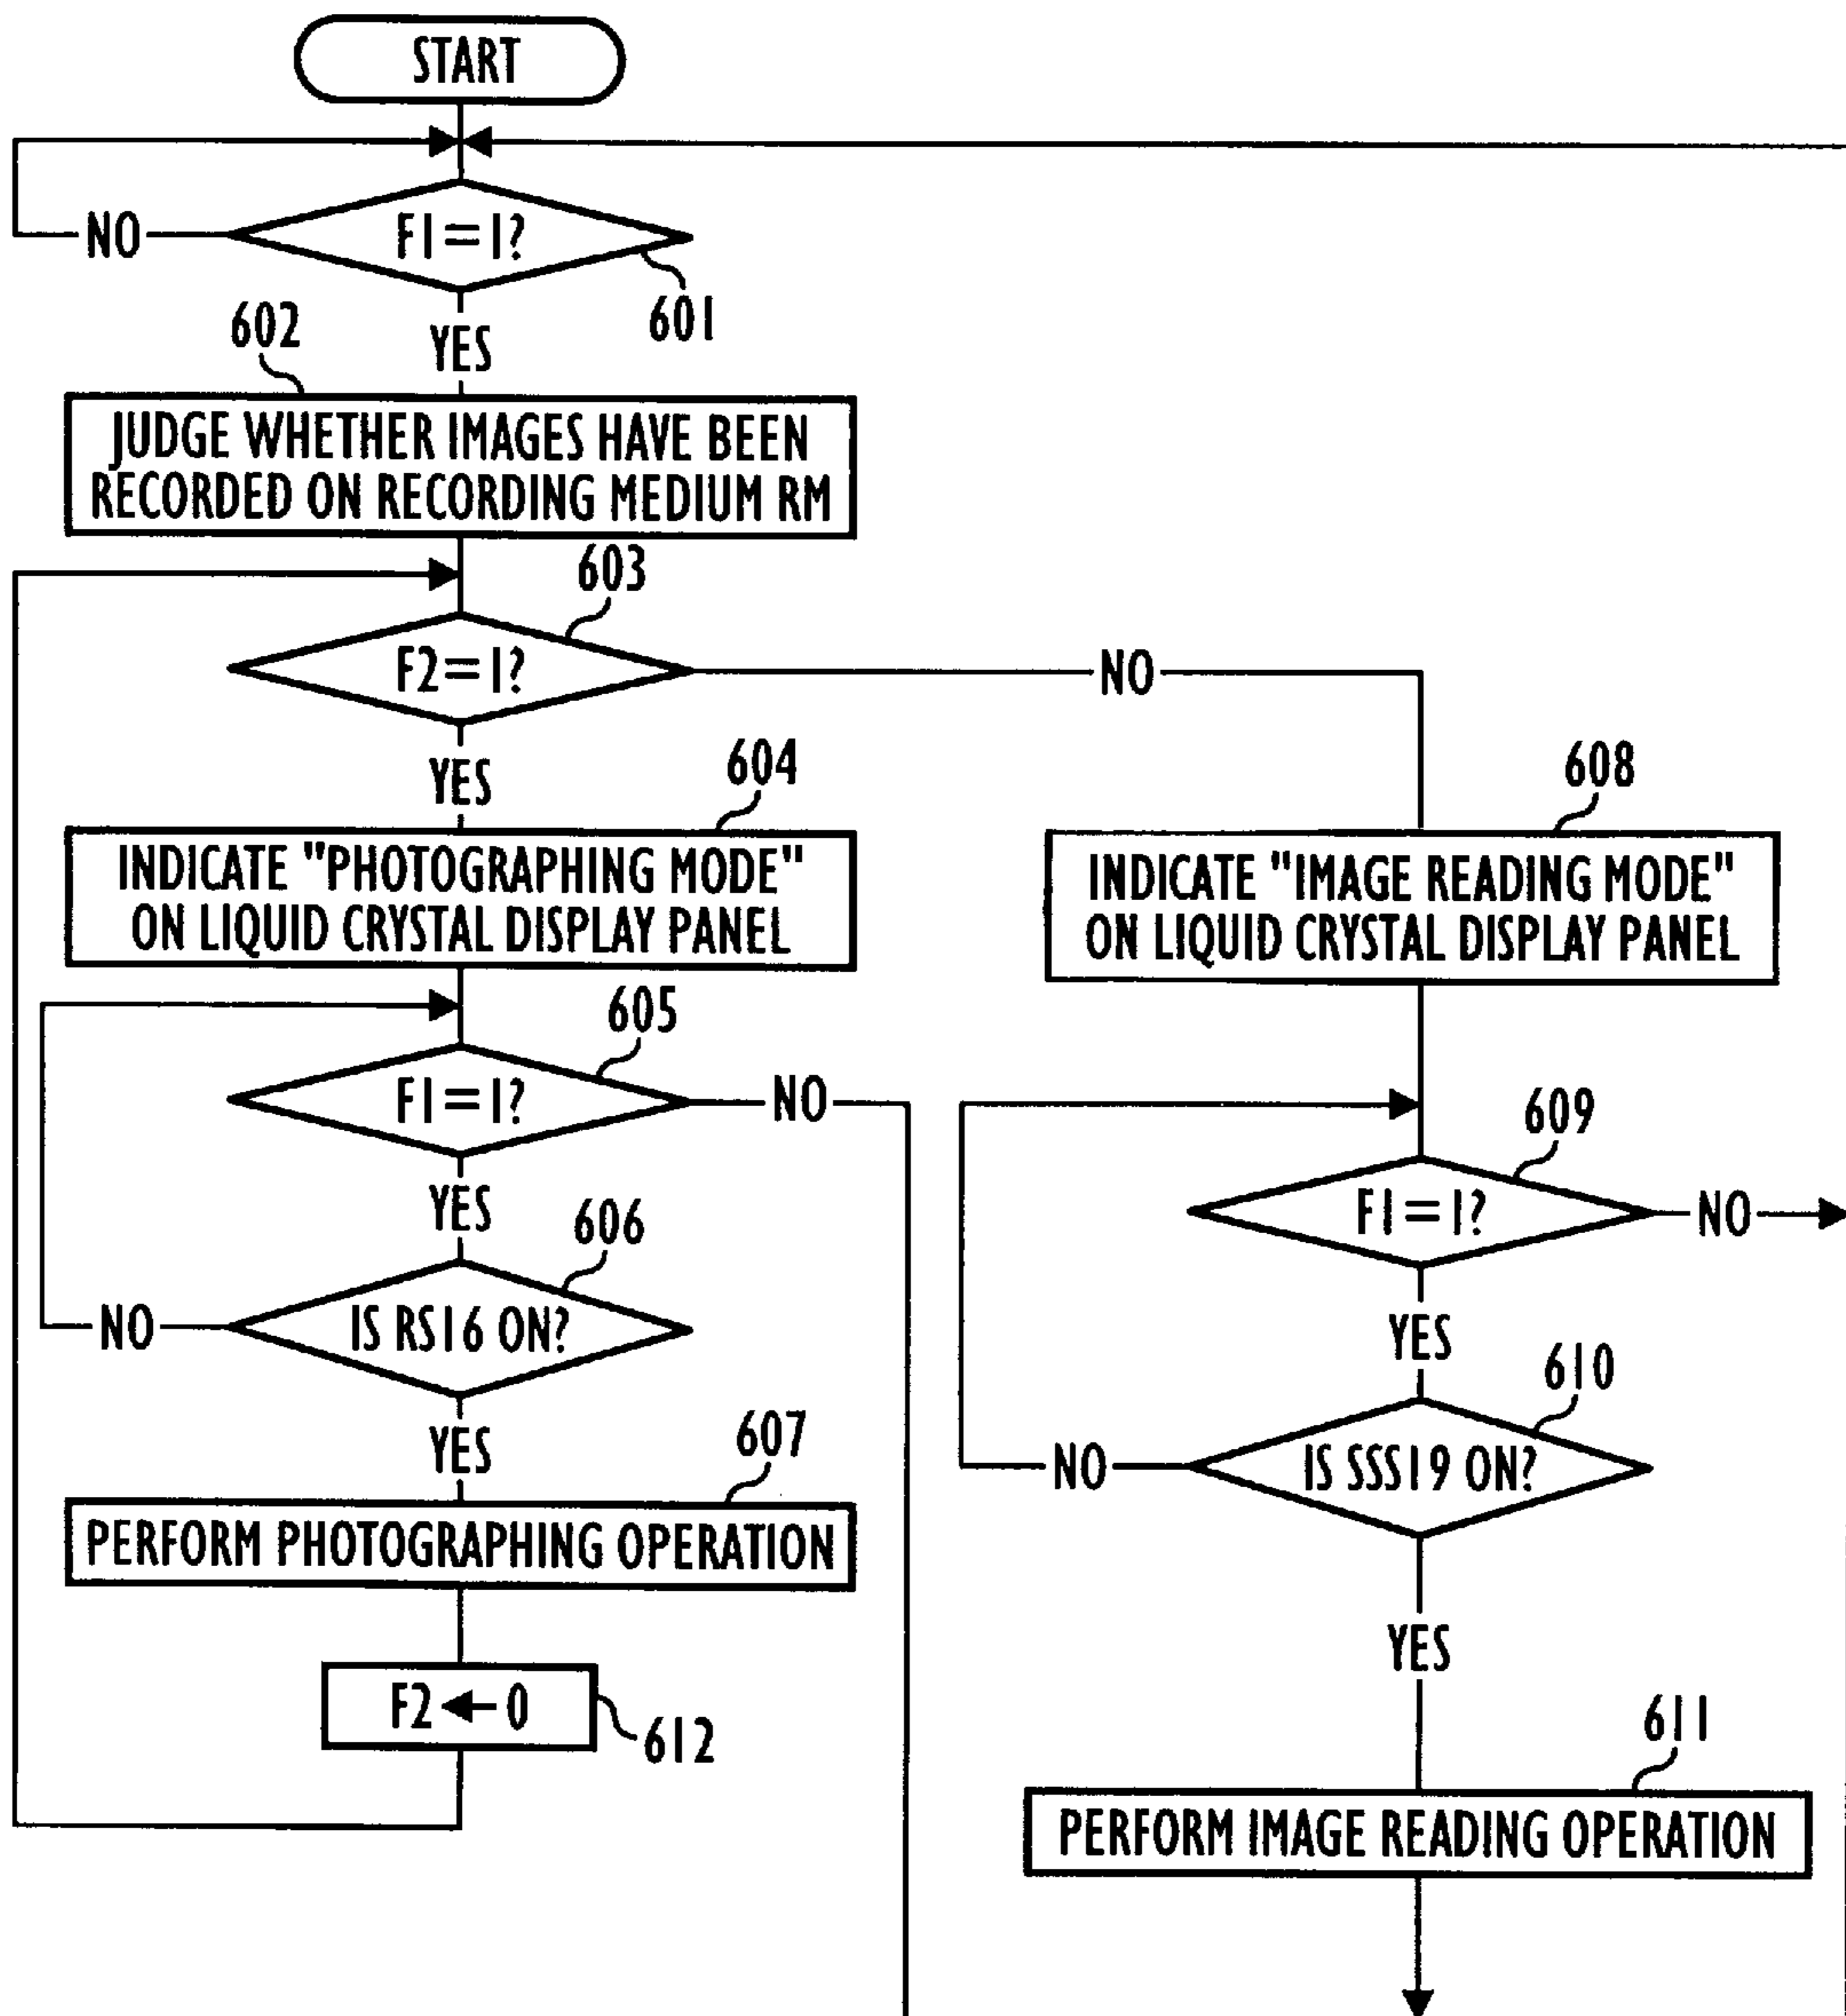 START
F1=1?
NO
601
YES
602
JUDGE WHETHER IMAGES HAVE BEEN
RECORDED ON RECORDING MEDIUM RM
603
F2=1?
NO
YES
604
INDICATE "PHOTOGRAPHING MODE"
ON LIQUID CRYSTAL DISPLAY PANEL
605
F1=1?
NO
YES
606
IS RS16 ON?
NO
YES
607
PERFORM PHOTOGRAPHING OPERATION
F2←0
612
608
INDICATE "IMAGE READING MODE"
ON LIQUID CRYSTAL DISPLAY PANEL
609
F1=1?
NO
YES
610
IS SSS19 ON?
NO
YES
611
PERFORM IMAGE READING OPERATION